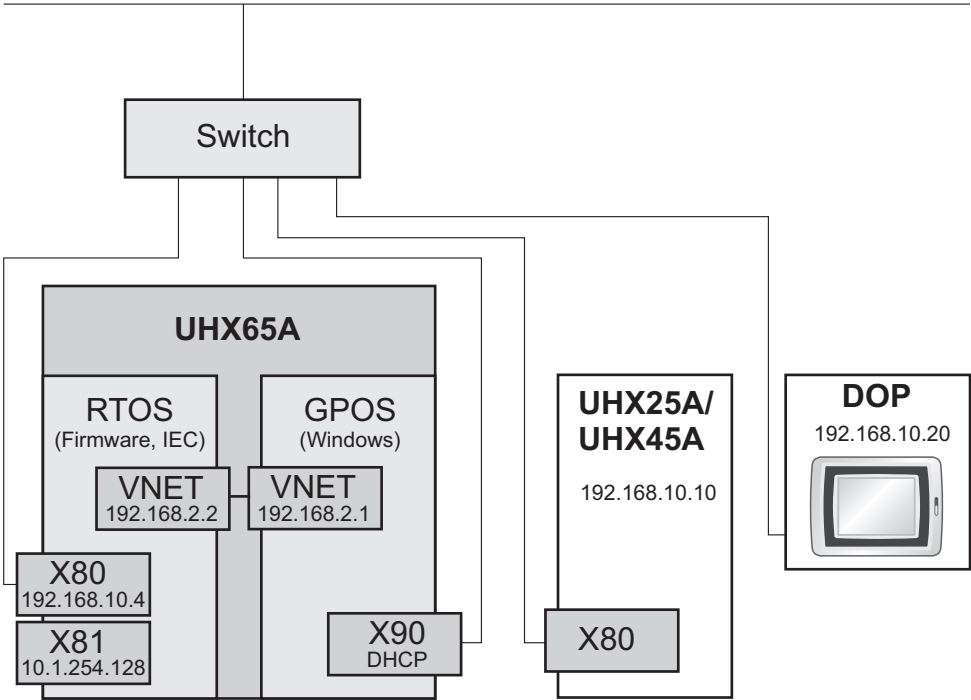 Switch
UHX65A
RTOS
(Firmware, IEC)
GPOS
(Windows)
VNET
192.168.2.2
VNET
192.168.2.1
X80
192.168.10.4
X81
10.1.254.128
X90
DHCP
UHX25A/
UHX45A
192.168.10.10
X80
DOP
192.168.10.20